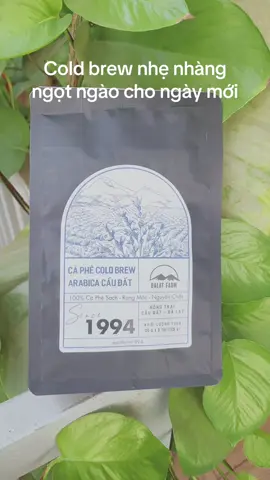 Cold brew nhẹ nhàng
ngọt ngào cho ngày mới
CÀ PHÊ COLD BREW
ARABICA CẦU ĐẤT
DALAT FARM
100% Cà Phê Sạch - Rang Mộc - Nguyên Chất
Since
1994
NÔNG TRẠI
CẦU ĐẤT - ĐÀ LẠT